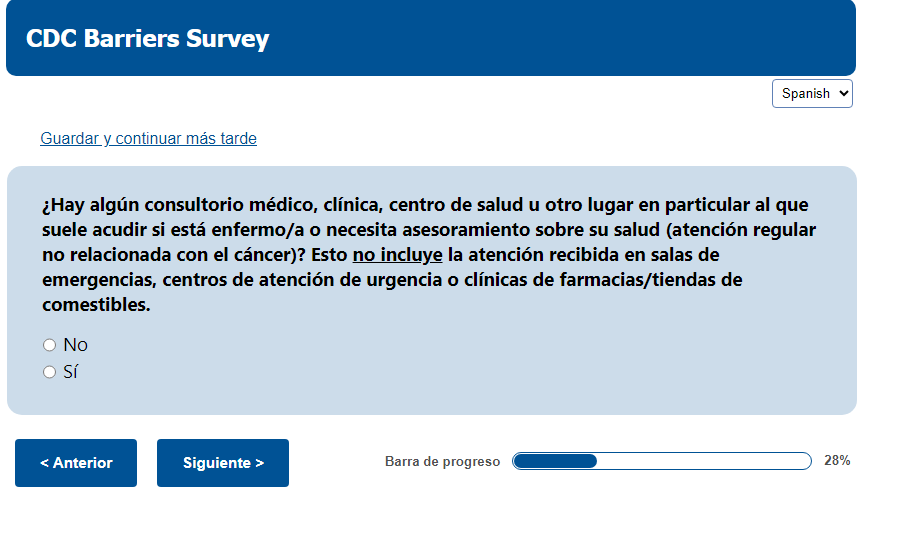 CDC Barriers Survey
Spanish
Guardar y continuar más tarde
¿Hay algún consultorio médico, clínica, centro de salud u otro lugar en particular al que
suele acudir si está enfermo/a o necesita asesoramiento sobre su salud (atención regular
no relacionada con el cáncer)? Esto no incluye la atención recibida en salas de
emergencias, centros de atención de urgencia o clínicas de farmacias/tiendas de
comestibles.
No
Sí
< Anterior
Siguiente >
Barra de progreso
28%